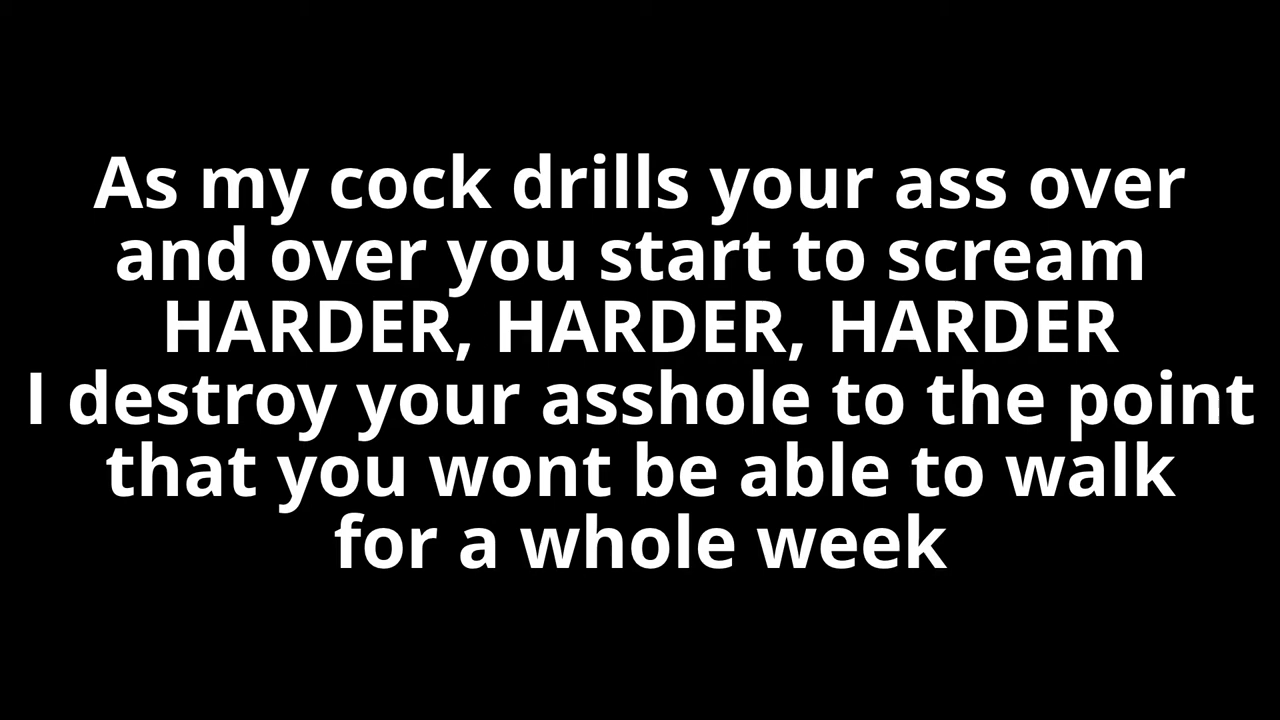 As my cock drills your ass over
and over you start to scream
HARDER, HARDER, HARDER
I destroy your asshole to the point
that you wont be able to walk
for a whole week